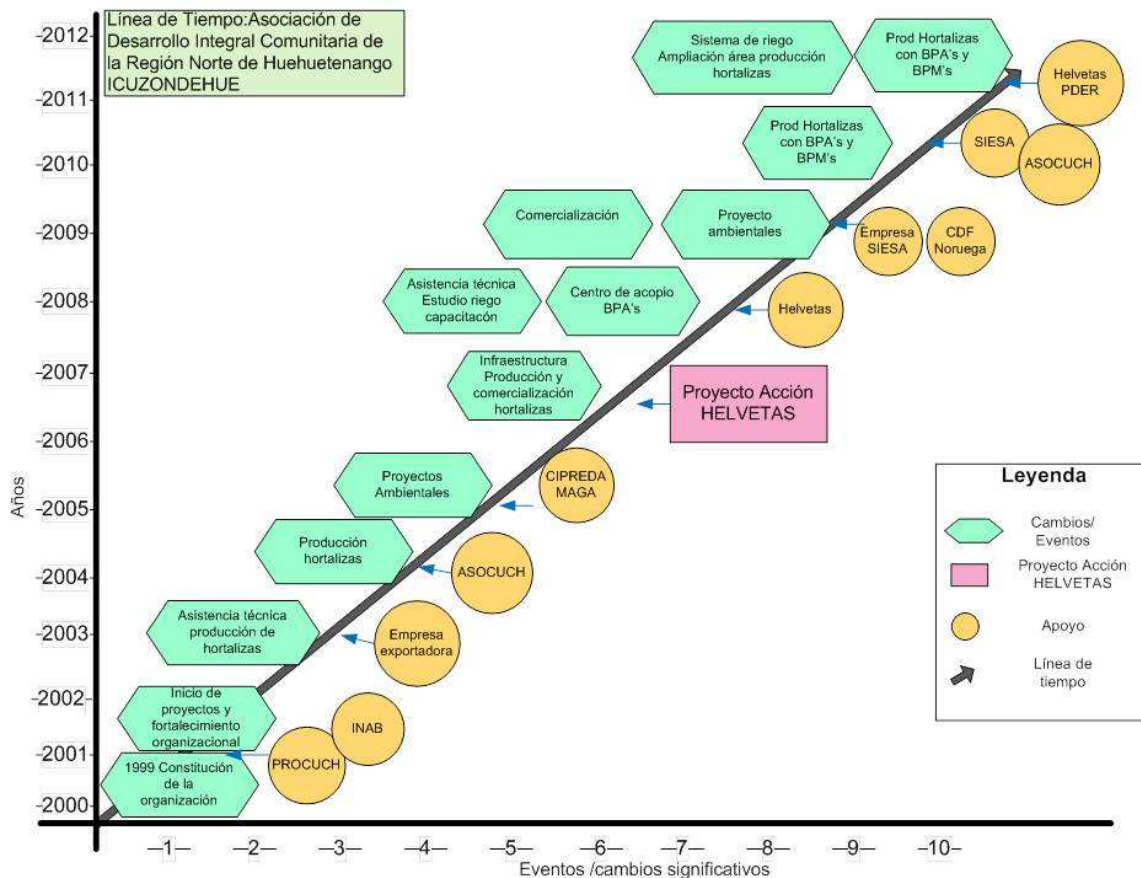 Línea de Tiempo:Asociación de
Desarrollo Integral Comunitaria de
la Región Norte de Huehuetenango
ICUZONDEHUE
Años
2012
2011
2010
2009
2008
2007
2006
2005
2004
2003
2002
2001
2000
Sistema de riego
Ampliación área producción
hortalizas
Prod Hortalizas
con BPA's y
BPM's
Helvetas
PDER
Prod Hortalizas
con BPA's y
BPM's
SIESA
ASOCUCH
Comercialización
Proyecto
ambientales
Empresa
SIESA
CDF
Noruega
Asistencia técnica
Estudio riego
capacitacón
Centro de acopio
BPA's
Helvetas
Infraestructura
Producción y
comercialización
hortalizas
Proyecto Acción
HELVETAS
Proyectos
Ambientales
CIPREDA
MAGA
Producción
hortalizas
ASOCUCH
Asistencia técnica
producción de
hortalizas
Empresa
exportadora
Inicio de
proyectos y
fortalecimiento
organizacional
INAB
PROCUCH
1999 Constitución
de la
organización
Leyenda
Cambios/
Eventos
Proyecto Acción
HELVETAS
Apoyo
Línea de
tiempo
1 2 3 4 5 6 7 8 9 10
Eventos /cambios significativos